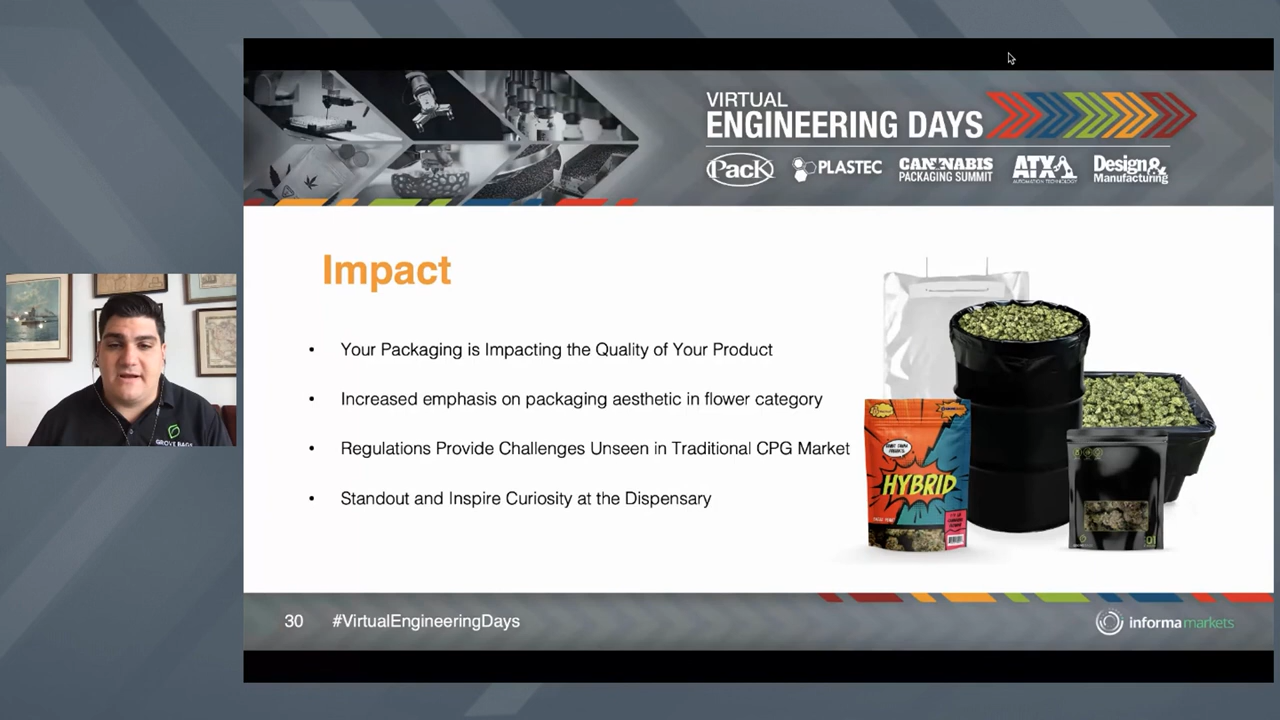 VIRTUAL
ENGINEERING DAYS
Pack
PLASTEC
CANNABIS
PACKAGING SUMMIT
ATX
AUTOMATION TECHNOLOGY
Design &
Manufacturing
Impact
• Your Packaging is Impacting the Quality of Your Product
• Increased emphasis on packaging aesthetic in flower category
• Regulations Provide Challenges Unseen in Traditional CPG Market
• Standout and Inspire Curiosity at the Dispensary
HYBRID
GROVE BAGS
30
#VirtualEngineeringDays
informa markets